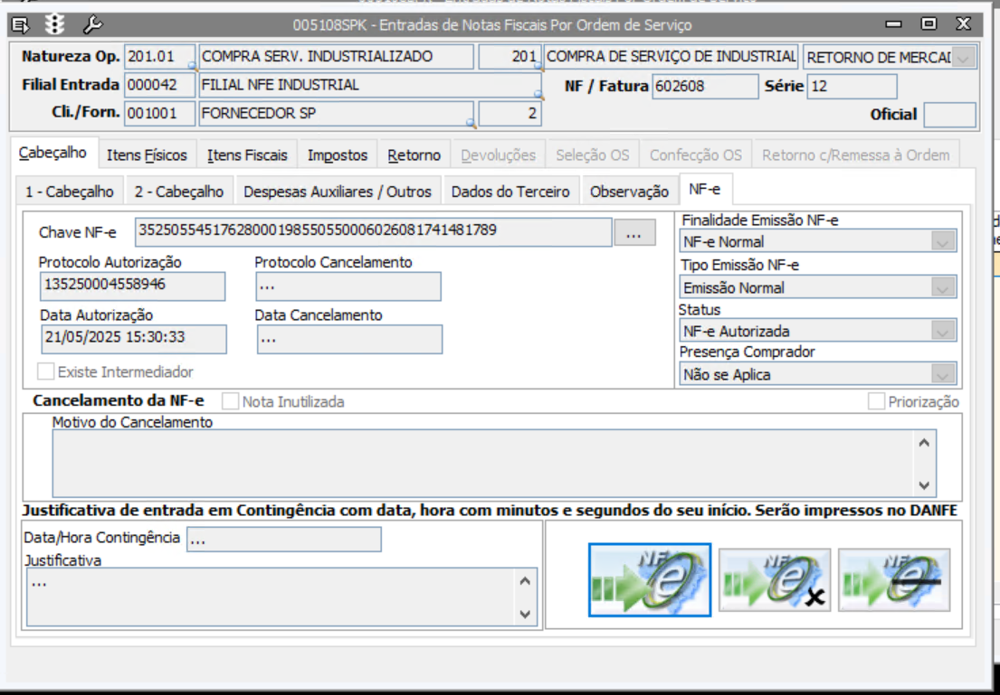 005108SPK - Entradas de Notas Fiscais Por Ordem de Serviço
Natureza Op. 201.01 COMPRA SERV. INDUSTRIALIZADO 201 COMPRA DE SERVIÇO DE INDUSTRIAL RETORNO DE MERCAI
Filial Entrada 000042 FILIAL NFE INDUSTRIAL NF / Fatura 602608 Série 12
Cli./Forn. 001001 FORNECEDOR SP 2 Oficial
Cabeçalho Itens Físicos Itens Fiscais Impostos Retorno Devoluções Seleção OS Confecção OS Retorno c/Remessa à Ordem
1 - Cabeçalho 2 - Cabeçalho Despesas Auxiliares / Outros Dados do Terceiro Observação NF-e
Chave NF-e 35250554517628000198550550006026081741481789 ...
Finalidade Emissão NF-e
NF-e Normal
Protocolo Autorização Protocolo Cancelamento
135250004558946 ...
Tipo Emissão NF-e
Emissão Normal
Data Autorização Data Cancelamento
21/05/2025 15:30:33 ...
Status
NF-e Autorizada
Presença Comprador
Não se Aplica
Existe Intermediador
Cancelamento da NF-e Nota Inutilizada Priorização
Motivo do Cancelamento
Justificativa de entrada em Contingência com data, hora com minutos e segundos do seu início. Serão impressos no DANFE
Data/Hora Contingência ...
Justificativa
...
NF e NF e x NF e